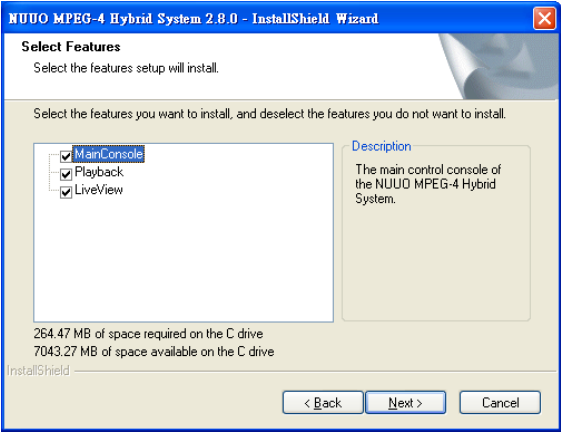 NUUO MPEG-4 Hybrid System 2.8.0 - InstallShield Wizard
Select Features
Select the features setup will install.
Select the features you want to install, and deselect the features you do not want to install.
MainConsole
Playback
LiveView
Description
The main control console of
the NUUO MPEG-4 Hybrid
System.
264.47 MB of space required on the C drive
7043.27 MB of space available on the C drive
InstallShield
< Back
Next >
Cancel